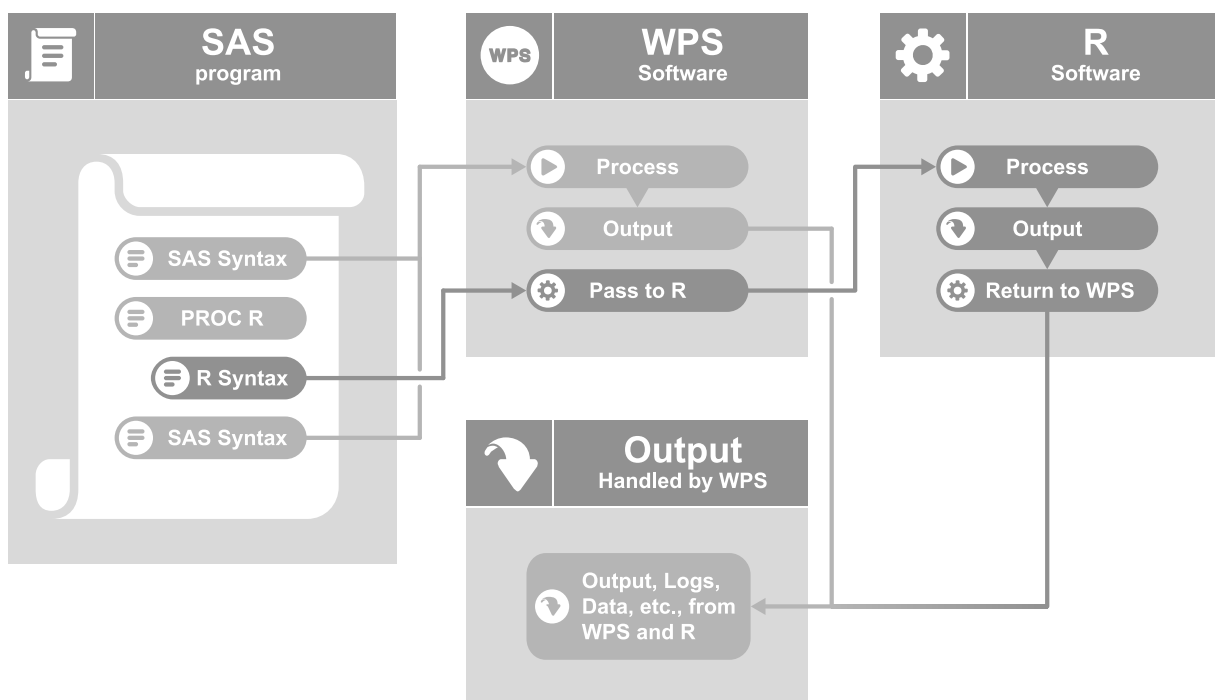 SAS
program
SAS Syntax
PROC R
R Syntax
SAS Syntax
WPS
WPS
Software
Process
Output
Pass to R
R
Software
Process
Output
Return to WPS
Output
Handled by WPS
Output, Logs,
Data, etc., from
WPS and R